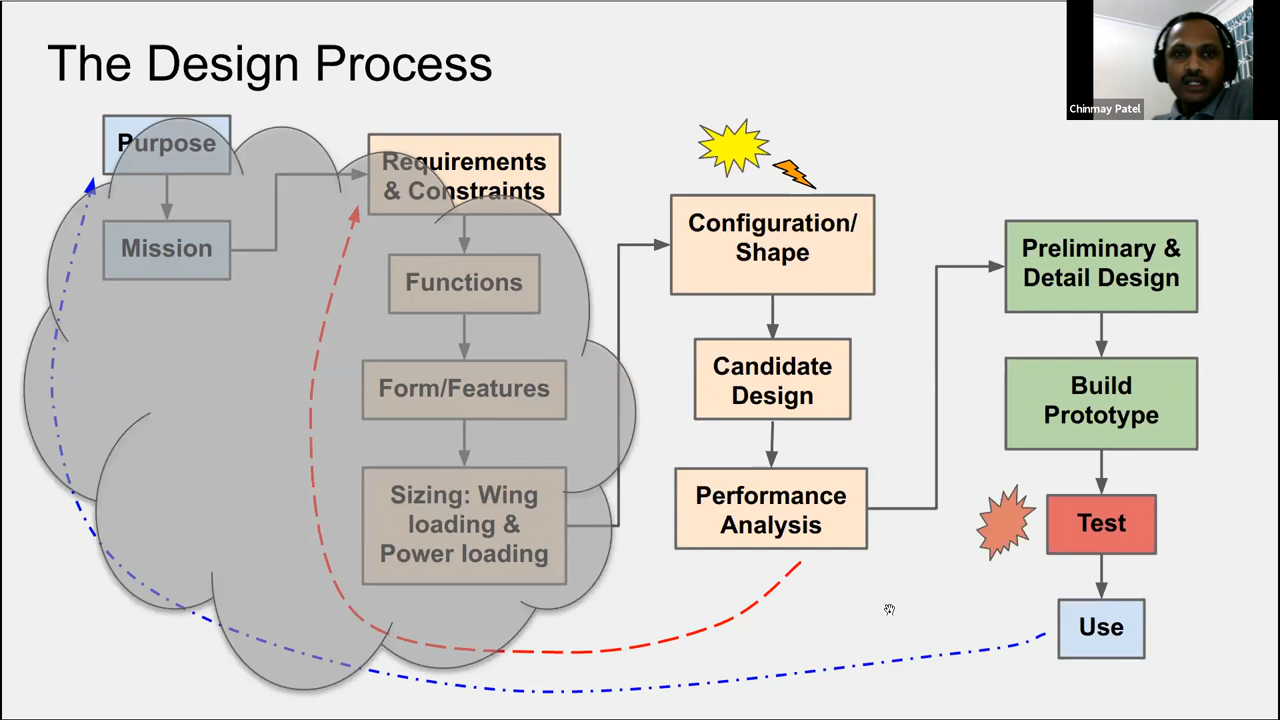 The Design Process
Chinmay Patel
Purpose
Mission
Requirements
& Constraints
Functions
Form/Features
Sizing: Wing
loading &
Power loading
Configuration/
Shape
Candidate
Design
Performance
Analysis
Preliminary &
Detail Design
Build
Prototype
Test
Use